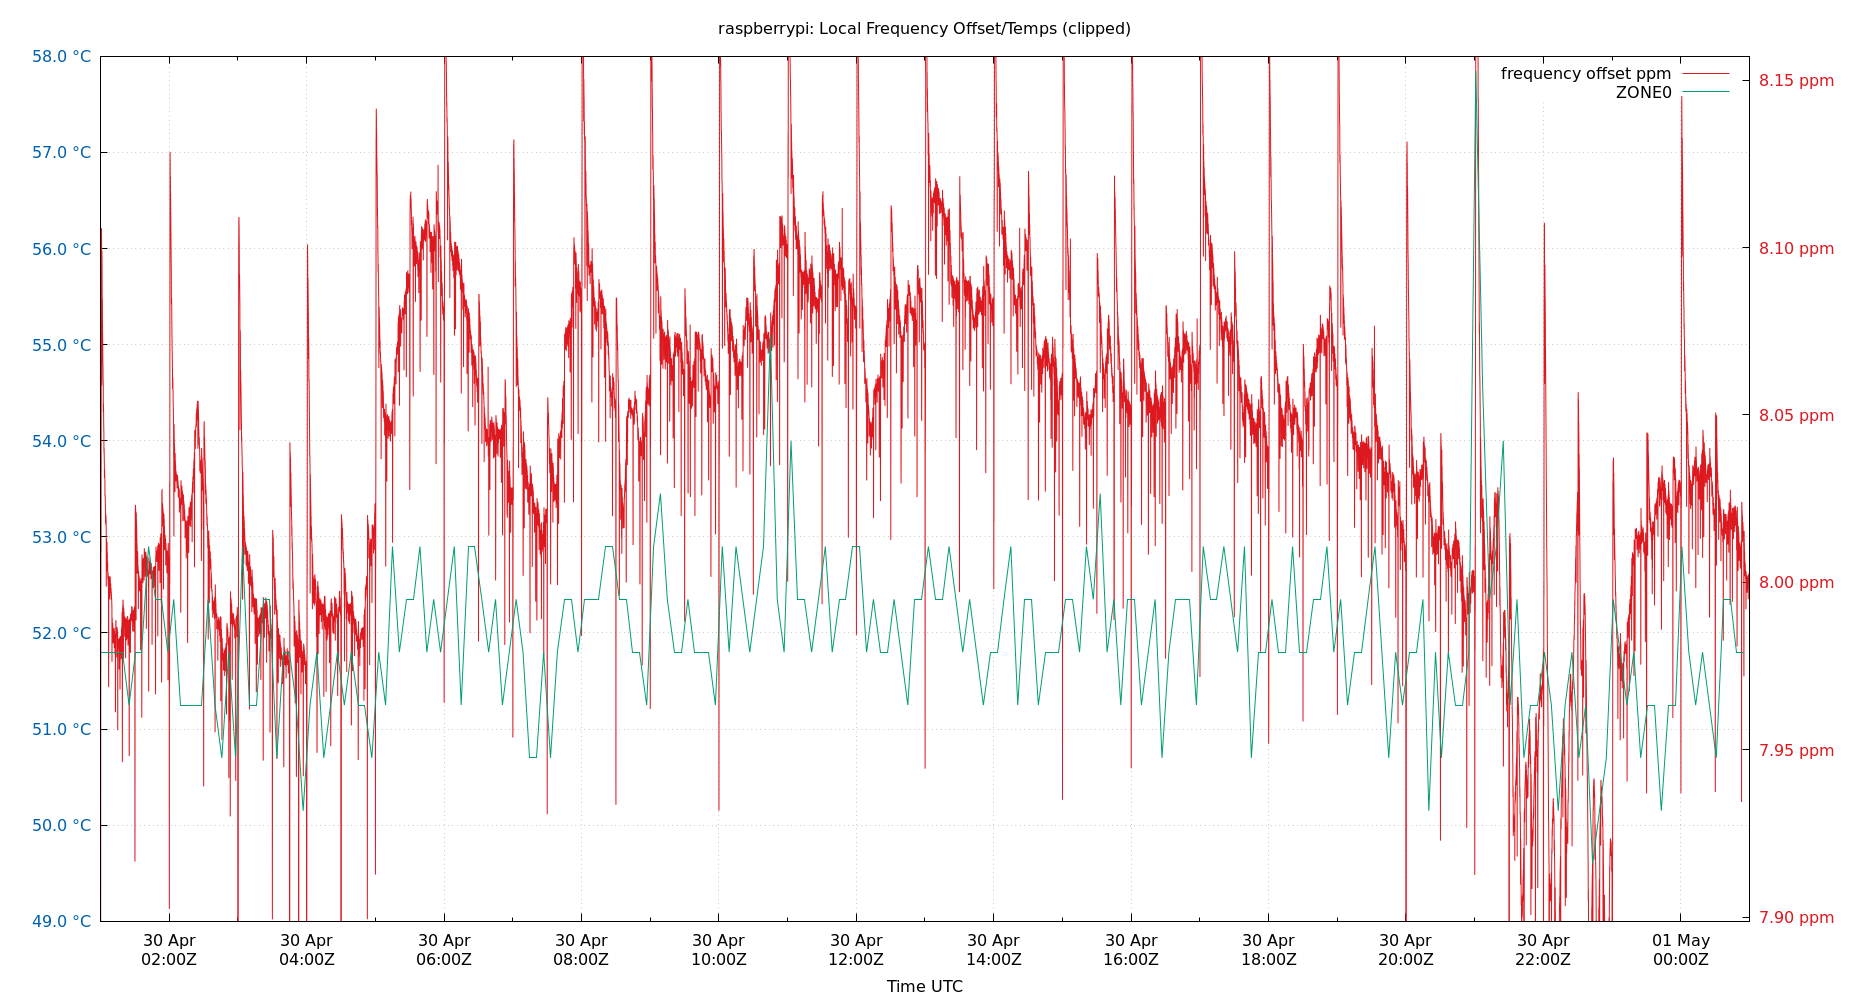 raspberrypi: Local Frequency Offset/Temps (clipped)
58.0 °C
57.0 °C
56.0 °C
55.0 °C
54.0 °C
53.0 °C
52.0 °C
51.0 °C
50.0 °C
49.0 °C
frequency offset ppm
ZONE0
8.15 ppm
8.10 ppm
8.05 ppm
8.00 ppm
7.95 ppm
7.90 ppm
30 Apr 30 Apr 30 Apr 30 Apr 30 Apr 30 Apr 30 Apr 30 Apr 30 Apr 30 Apr 30 Apr 01 May
02:00Z 04:00Z 06:00Z 08:00Z 10:00Z 12:00Z 14:00Z 16:00Z 18:00Z 20:00Z 22:00Z 00:00Z
Time UTC